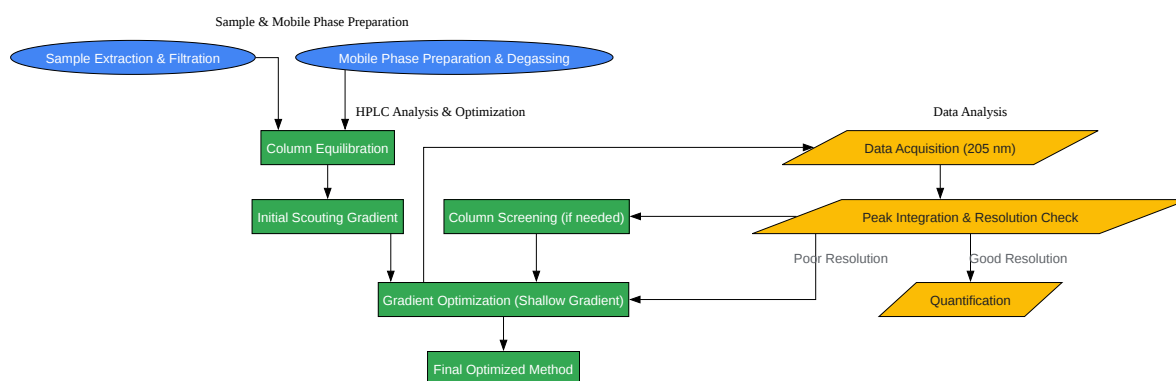 Sample & Mobile Phase Preparation
Sample Extraction & Filtration
Mobile Phase Preparation & Degassing
HPLC Analysis & Optimization
Data Analysis
Column Equilibration
Data Acquisition (205 nm)
Initial Scouting Gradient
Column Screening (if needed)
Peak Integration & Resolution Check
Poor Resolution
Good Resolution
Gradient Optimization (Shallow Gradient)
Quantification
Final Optimized Method